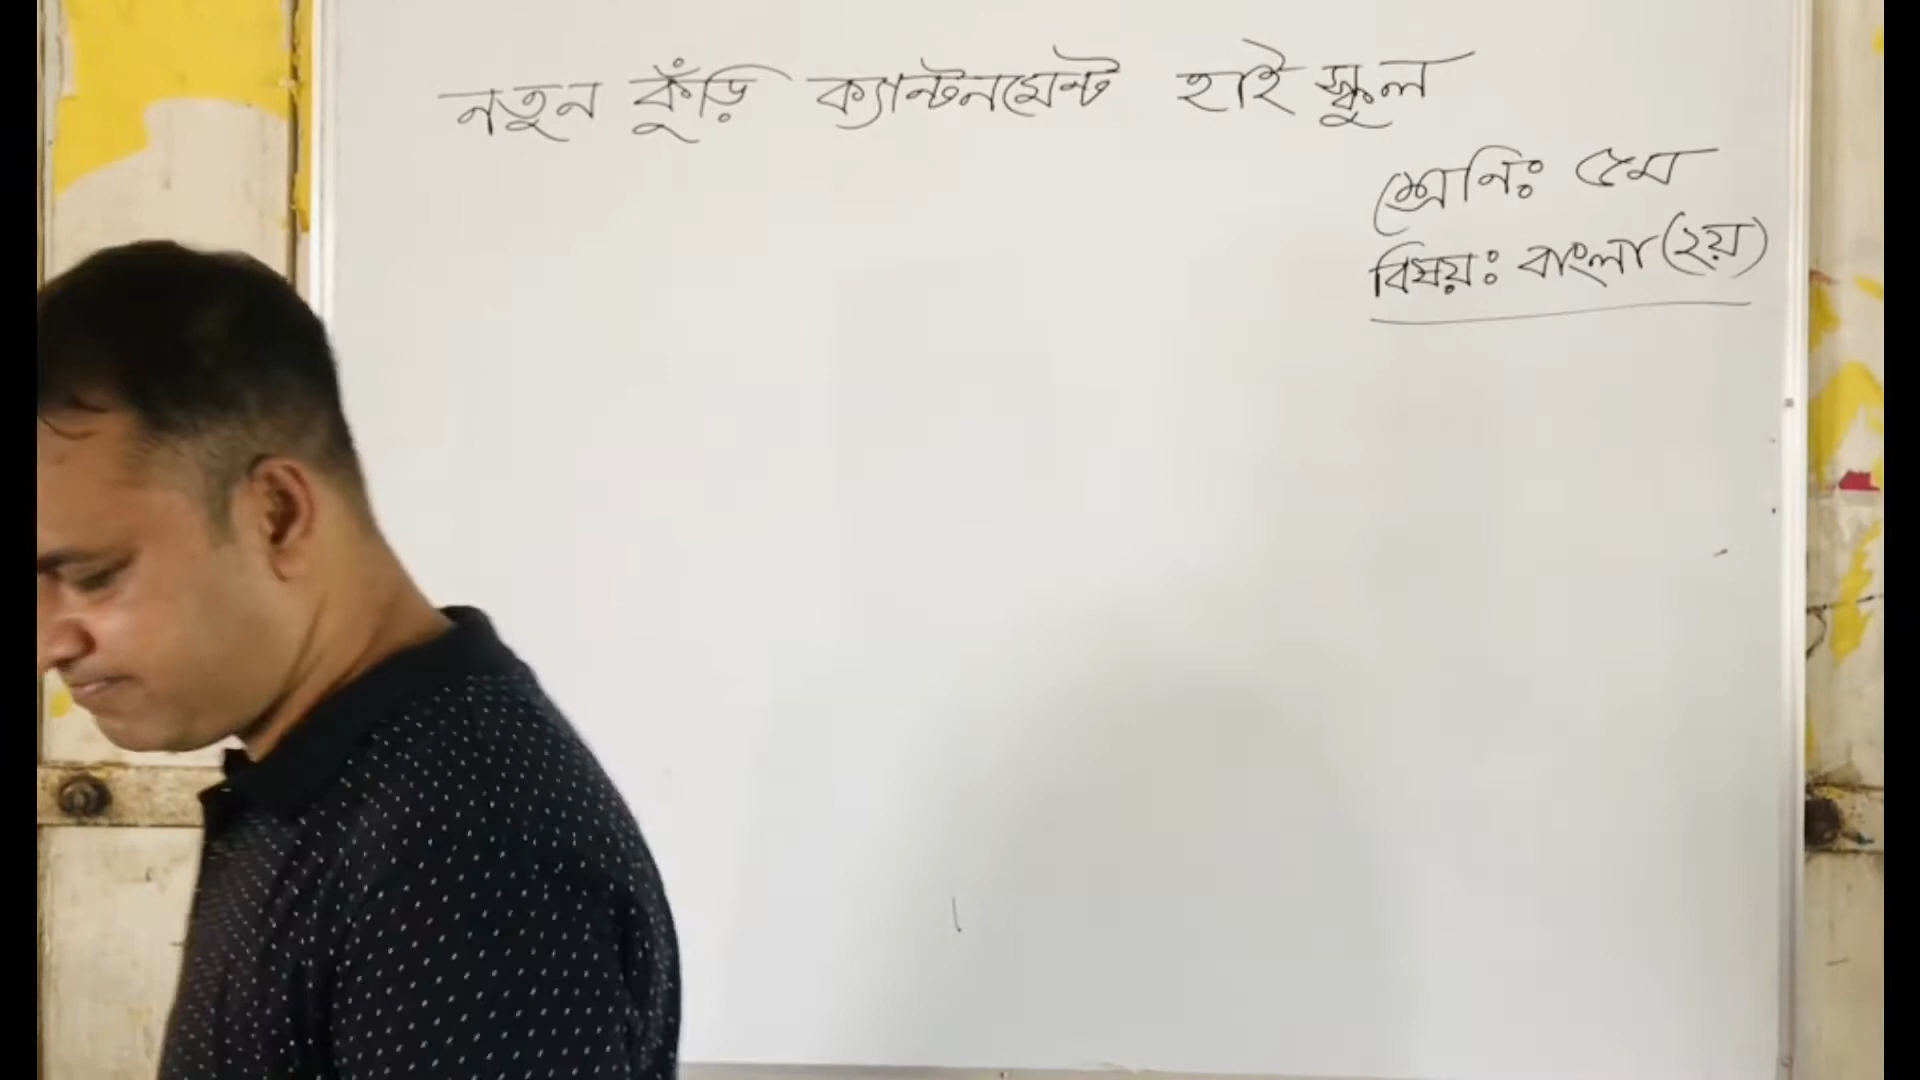 নতুন কুঁড়ি ক্যান্টনমেন্ট হাই স্কুল
শ্রেনিঃ ৫ম
বিষয়ঃ বাংলা (২য়)